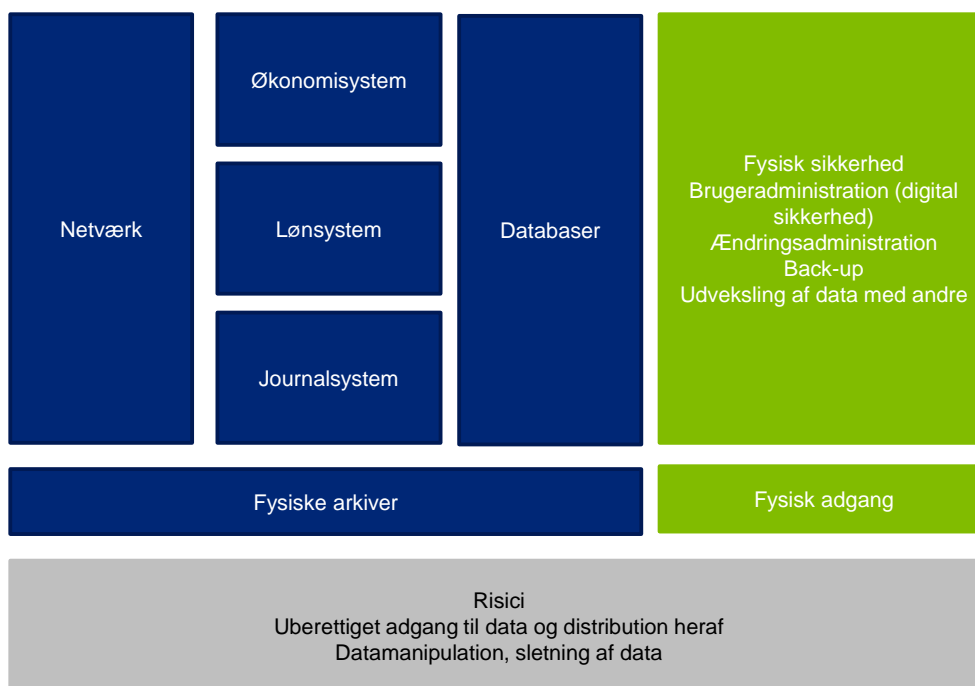 Netværk
Økonomisystem
Lønsystem
Journalsystem
Databaser
Fysisk sikkerhed
Brugeradministration (digital
sikkerhed)
Ændringsadministration
Back-up
Udveksling af data med andre
Fysiske arkiver
Fysisk adgang
Risici
Uberettiget adgang til data og distribution heraf
Datamanipulation, sletning af data